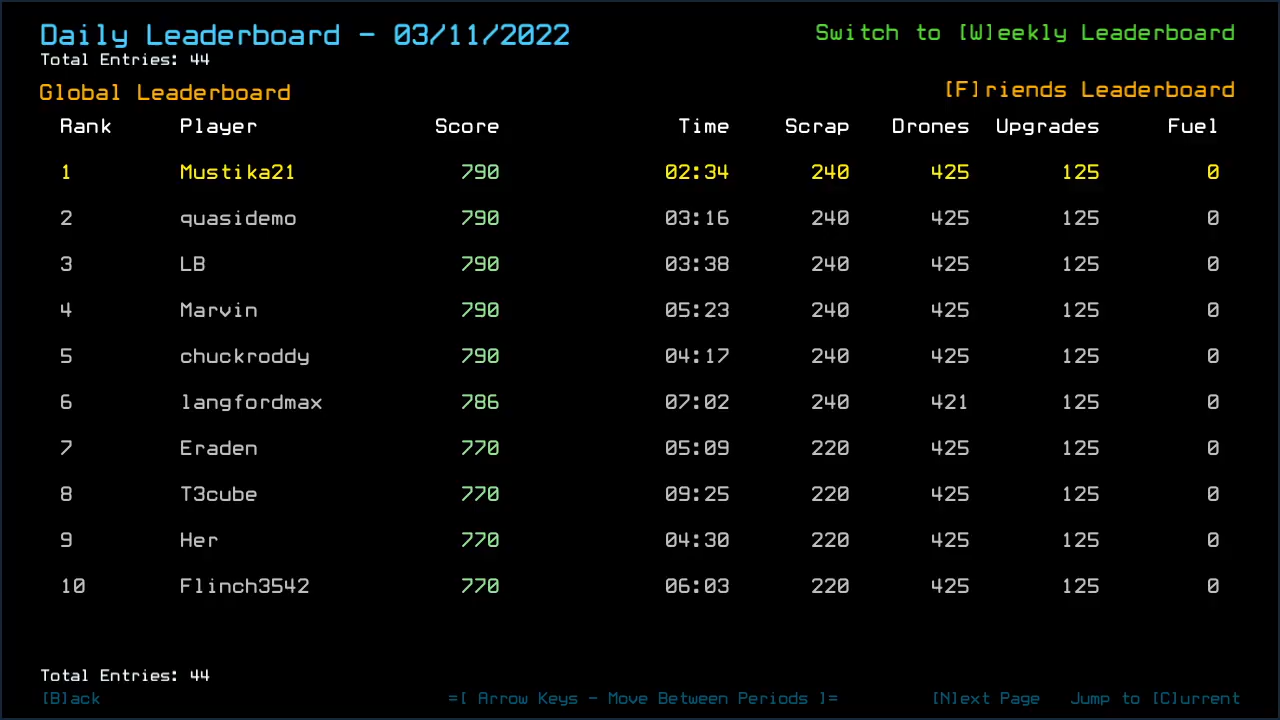 Daily Leaderboard - 03/11/2022 Switch to [W]eekly Leaderboard
Total Entries: 44
Global Leaderboard [F]riends Leaderboard
Rank Player Score Time Scrap Drones Upgrades Fuel
1 Mustika21 790 02:34 240 425 125 0
2 quasidemo 790 03:16 240 425 125 0
3 LB 790 03:38 240 425 125 0
4 Marvin 790 05:23 240 425 125 0
5 chuckroddy 790 04:17 240 425 125 0
6 langfordmax 786 07:02 240 421 125 0
7 Eraden 770 05:09 220 425 125 0
8 T3cube 770 09:25 220 425 125 0
9 Her 770 04:30 220 425 125 0
10 Flinch3542 770 06:03 220 425 125 0
Total Entries: 44
[B]ack =[ Arrow Keys - Move Between Periods ]= [N]ext Page Jump to [C]urrent